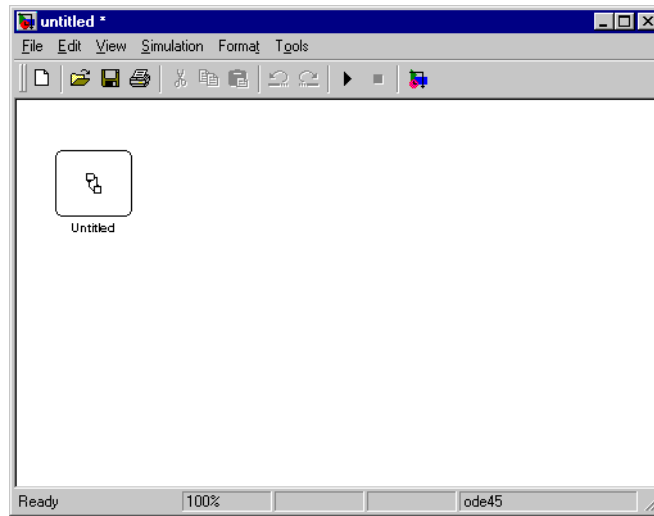 untitled *
File Edit View Simulation Format Tools
Untitled
Ready 100% ode45